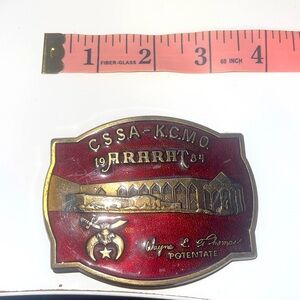 1 FIBER-GLASS 2 3 60 INCH 4
CSSA-K.C.MO.
19 ARARAT 84
Wayne L. Thomas
POTENTATE